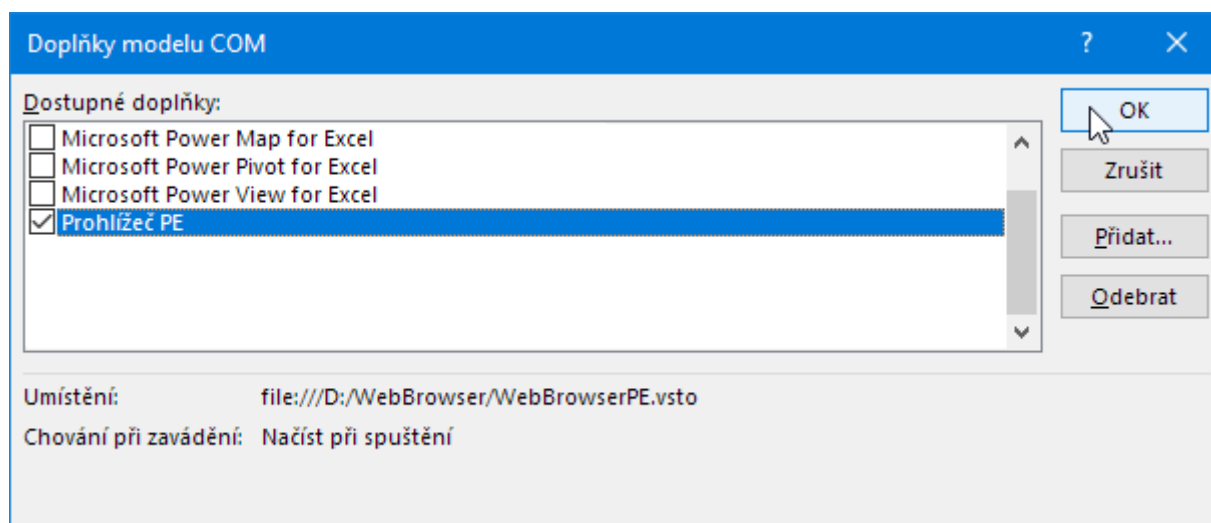 Doplňky modelu COM
?
Dostupné doplňky:
OK
Microsoft Power Map for Excel
Microsoft Power Pivot for Excel
Zrušit
Microsoft Power View for Excel
Prohlížeč PE
Přidat...
Odebrat
Umístění: file:///D:/WebBrowser/WebBrowserPE.vsto
Chování při zavádění: Načíst při spuštění